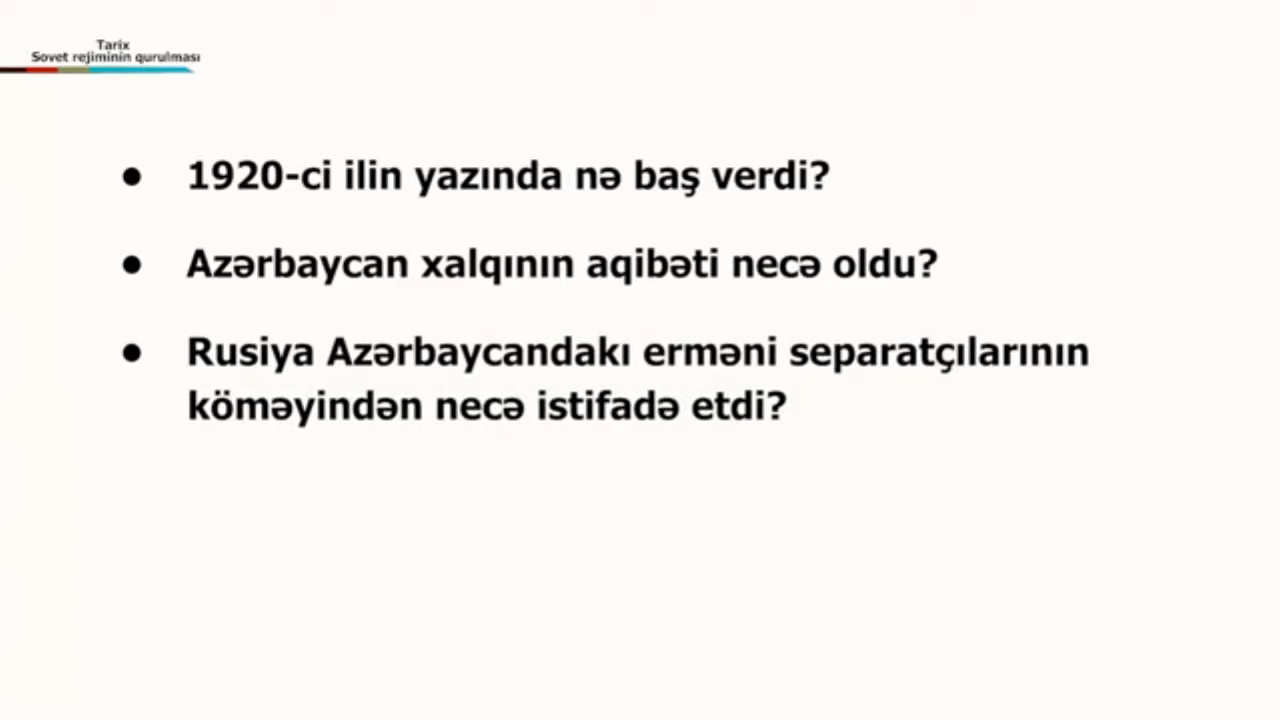 Tarix
Sovet rejiminin qurulması
● 1920-ci ilin yazında nə baş verdi?
● Azərbaycan xalqının aqibəti necə oldu?
● Rusiya Azərbaycandakı erməni separatçılarının
köməyindən necə istifadə etdi?